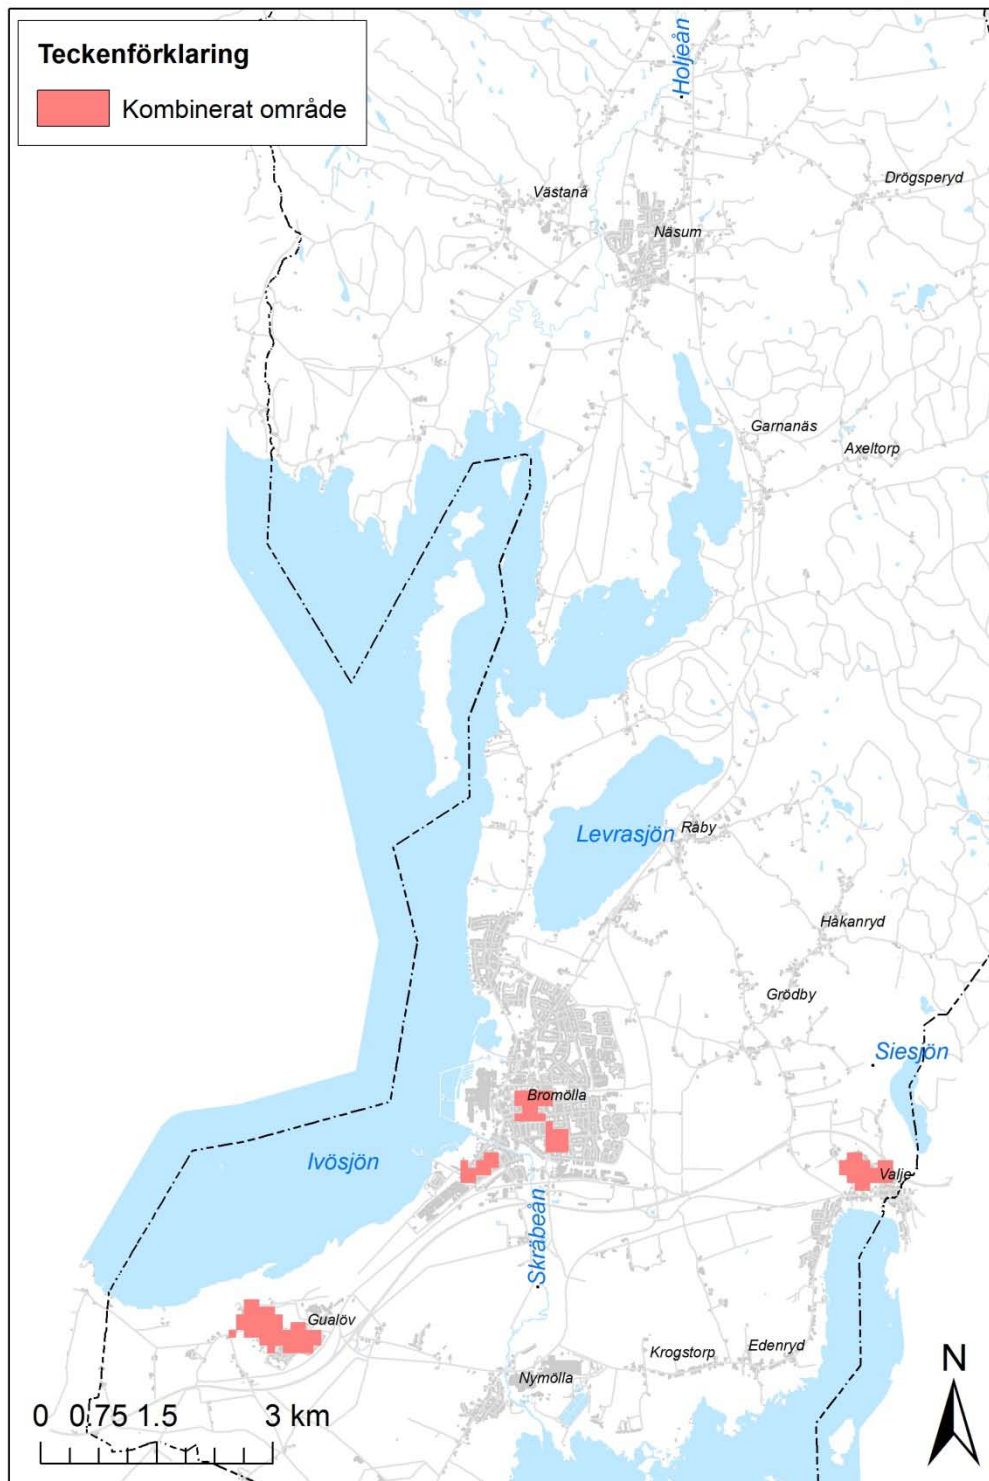 Teckenförklaring
Kombinerat område
Holjeån
Drögsperyd
Västanå
Näsum
Garnanäs
Axeltorp
Levrasjön
Råby
Håkanryd
Grödby
Siesjön
Bromölla
Ivösjön
Valje
Skräbeån
Gualöv
Krogstorp
Edenryd
Nymölla
N
0 0,75 1.5 3 km